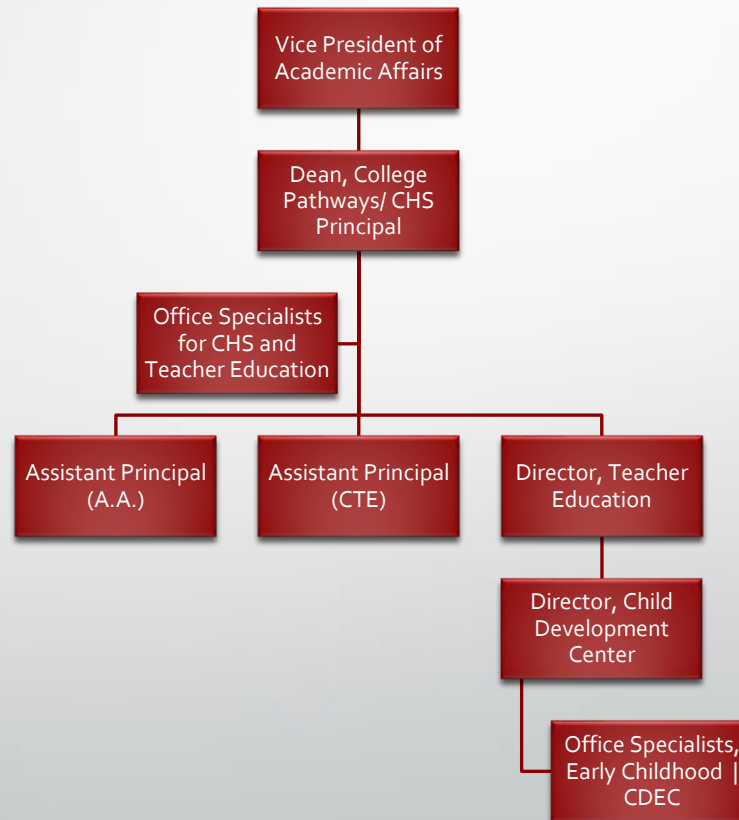 Vice President of
Academic Affairs
Dean, College
Pathways/ CHS
Principal
Office Specialists
for CHS and
Teacher Education
Assistant Principal
(A.A.)
Assistant Principal
(CTE)
Director, Teacher
Education
Director, Child
Development
Center
Office Specialists,
Early Childhood |
CDEC